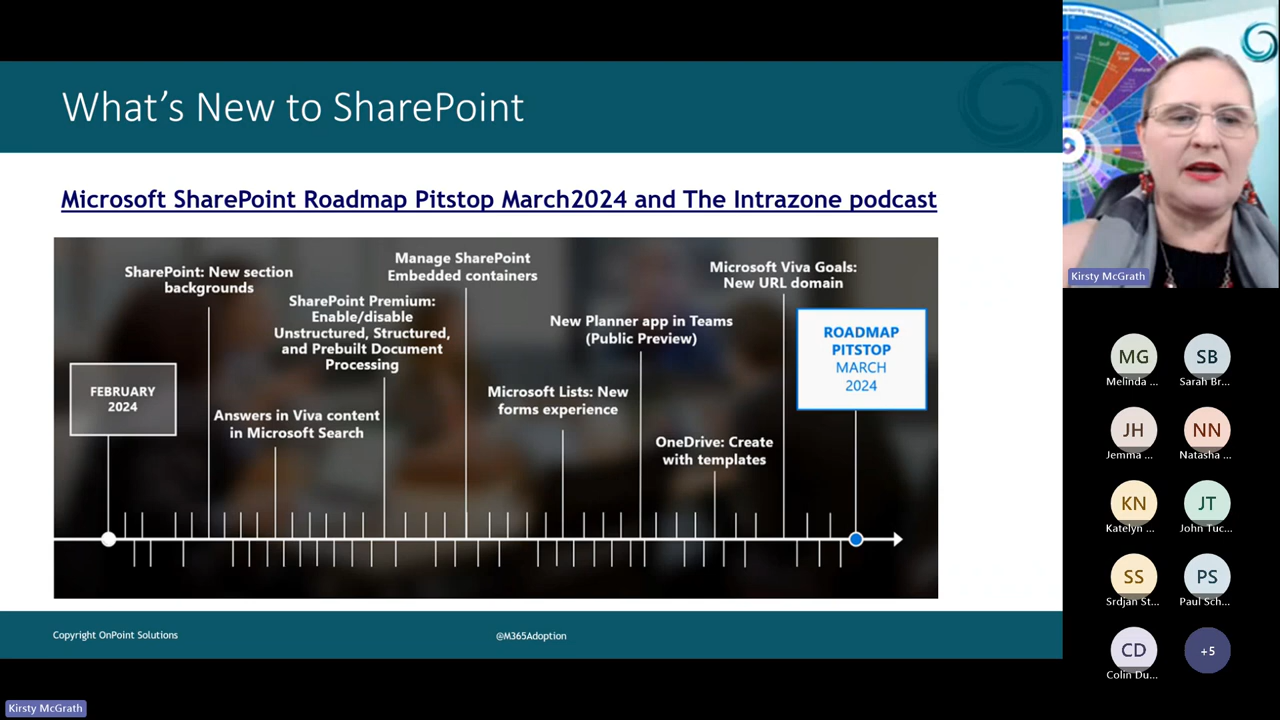 What's New to SharePoint
Microsoft SharePoint Roadmap Pitstop March2024 and The Intrazone podcast
SharePoint: New section
backgrounds
Manage SharePoint
Embedded containers
Microsoft Viva Goals:
New URL domain
SharePoint Premium:
Enable/disable
Unstructured, Structured,
and Prebuilt Document
Processing
New Planner app in Teams
(Public Preview)
ROADMAP
PITSTOP
MARCH
2024
FEBRUARY
2024
Answers in Viva content
in Microsoft Search
Microsoft Lists: New
forms experience
OneDrive: Create
with templates
Copyright OnPoint Solutions
@M365Adoption
Kirsty McGrath
Kirsty McGrath
MG
Melinda ...
SB
Sarah Br...
JH
Jemma ...
NN
Natasha ...
KN
Katelyn ...
JT
John Tuc...
SS
Srdjan St...
PS
Paul Sch...
CD
Colin Du...
+5